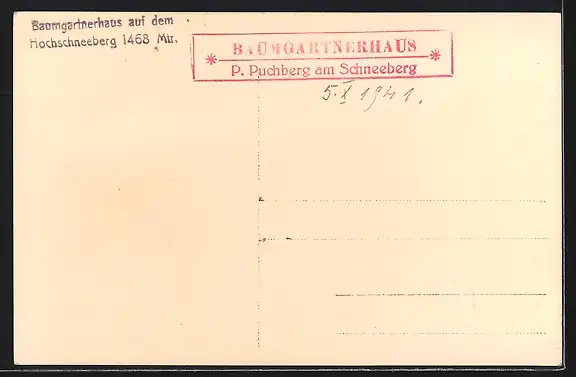 Baumgartnerhaus auf dem
Hochschneeberg 1468 Mtr.
* BAUMGARTNERHAUS *
P. Puchberg am Schneeberg
5.X 1941.